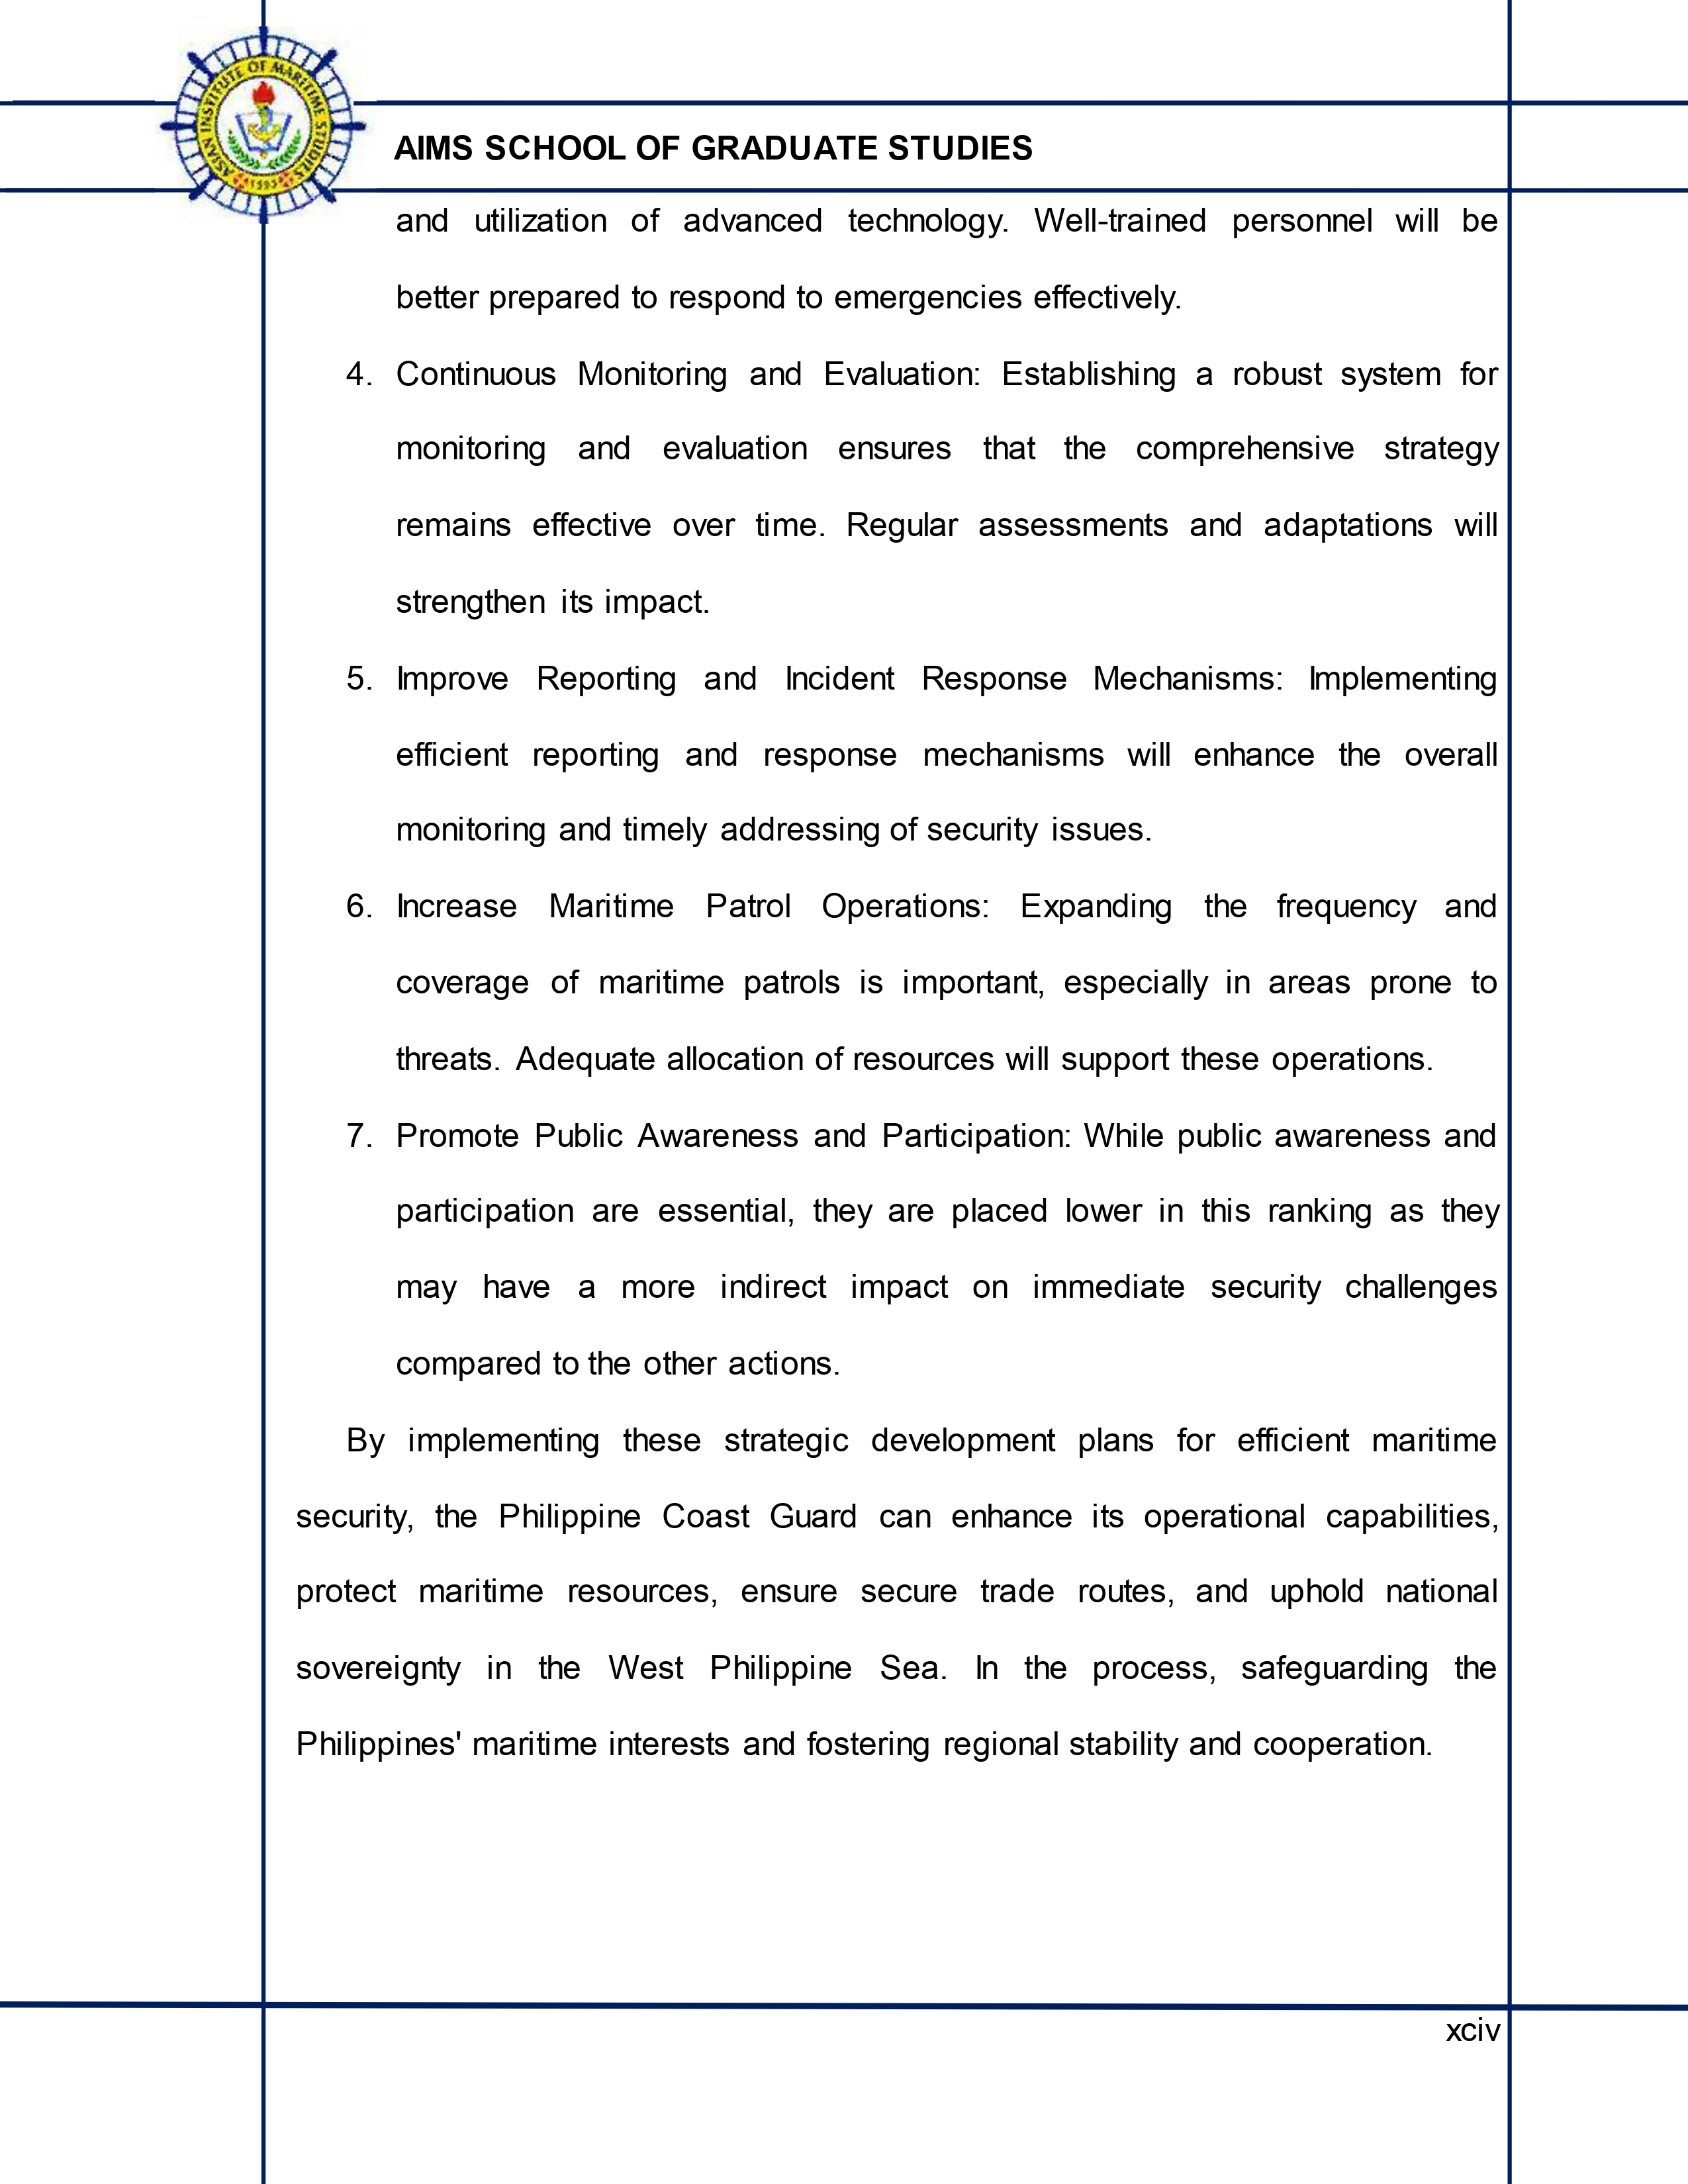 ASIAN INSTITUTE OF MARITIME STUDIES
1993
AIMS SCHOOL OF GRADUATE STUDIES
and utilization of advanced technology. Well-trained personnel will be
better prepared to respond to emergencies effectively.
4. Continuous Monitoring and Evaluation: Establishing a robust system for
monitoring and evaluation ensures that the comprehensive strategy
remains effective over time. Regular assessments and adaptations will
strengthen its impact.
5. Improve Reporting and Incident Response Mechanisms: Implementing
efficient reporting and response mechanisms will enhance the overall
monitoring and timely addressing of security issues.
6. Increase Maritime Patrol Operations: Expanding the frequency and
coverage of maritime patrols is important, especially in areas prone to
threats. Adequate allocation of resources will support these operations.
7. Promote Public Awareness and Participation: While public awareness and
participation are essential, they are placed lower in this ranking as they
may have a more indirect impact on immediate security challenges
compared to the other actions.
By implementing these strategic development plans for efficient maritime
security, the Philippine Coast Guard can enhance its operational capabilities,
protect maritime resources, ensure secure trade routes, and uphold national
sovereignty in the West Philippine Sea. In the process, safeguarding the
Philippines' maritime interests and fostering regional stability and cooperation.
xciv